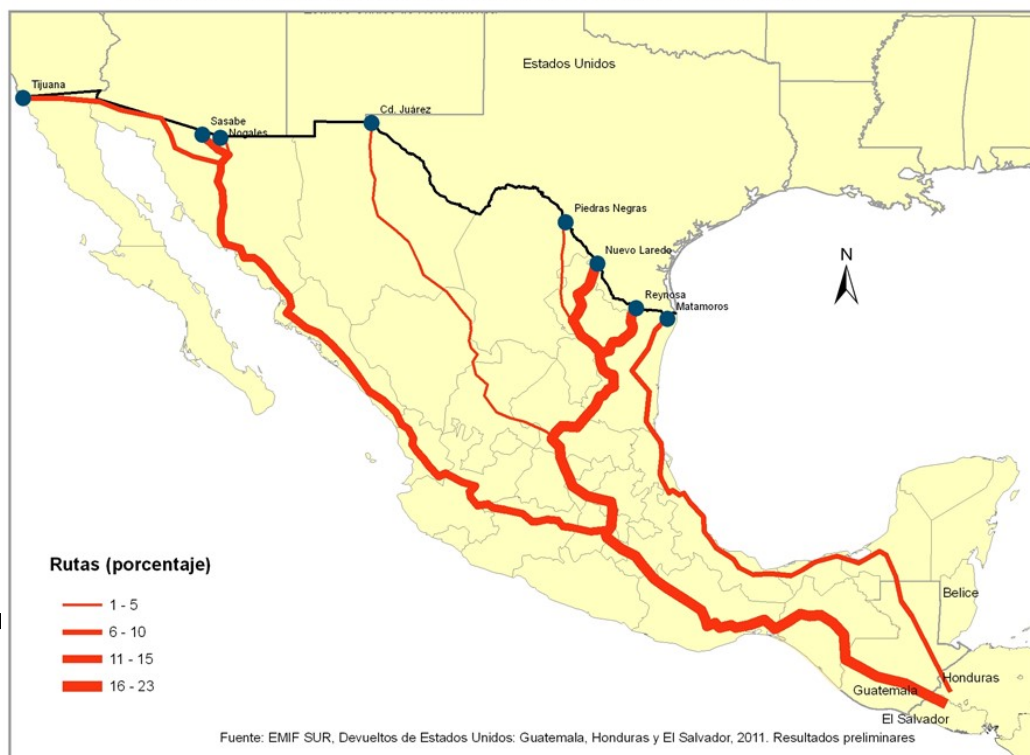 Estados Unidos
Tijuana
Sasabe
Nogales
Cd. Juárez
Piedras Negras
Nuevo Laredo
Reynosa
Matamoros
N
Rutas (porcentaje)
1 - 5
6 - 10
11 - 15
16 - 23
Belice
Honduras
Guatemala
El Salvador
Fuente: EMIF SUR, Devueltos de Estados Unidos: Guatemala, Honduras y El Salvador, 2011. Resultados preliminares